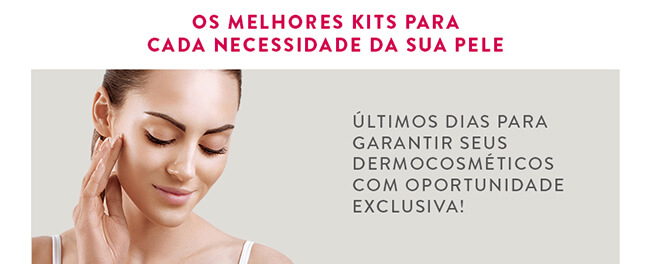 OS MELHORES KITS PARA
CADA NECESSIDADE DA SUA PELE
ÚLTIMOS DIAS PARA
GARANTIR SEUS
DERMOCOSMÉTICOS
COM OPORTUNIDADE
EXCLUSIVA!